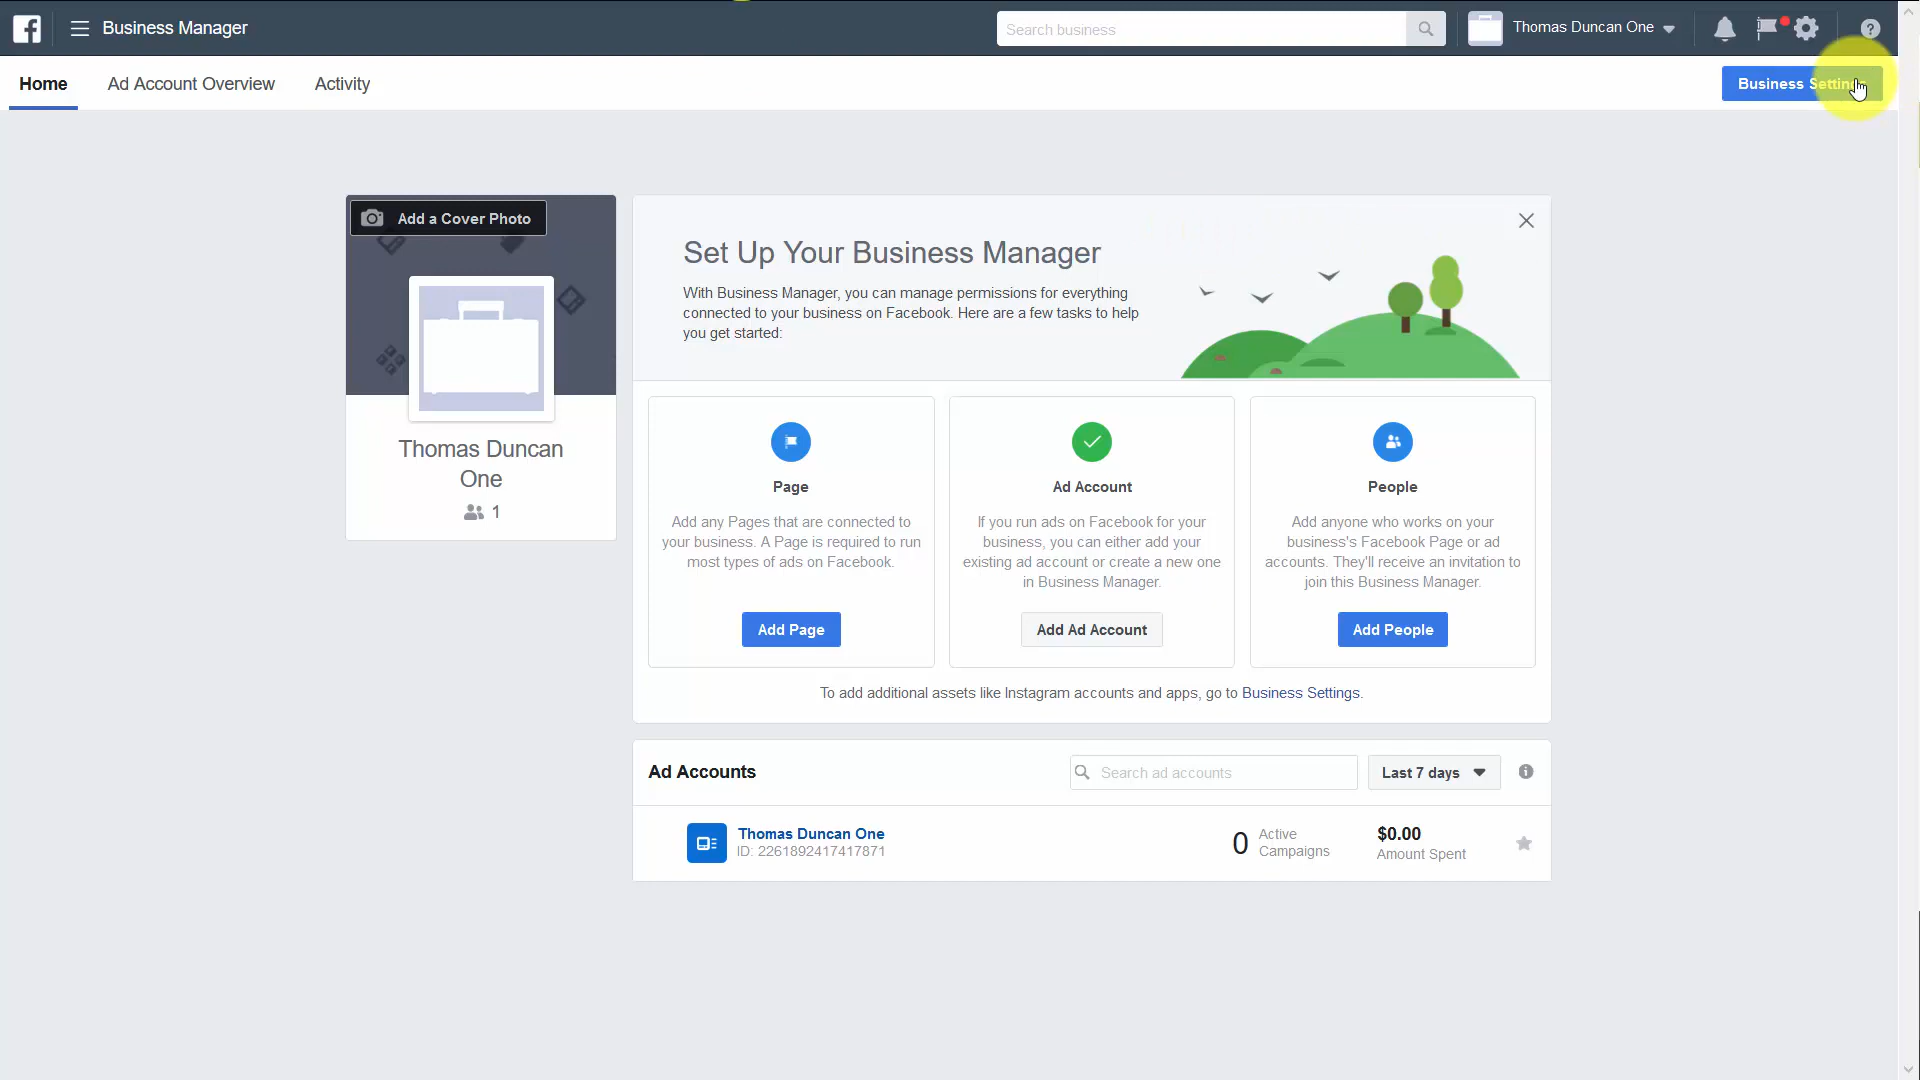 Business Manager
Search business
Thomas Duncan One
?
Home
Ad Account Overview
Activity
Business Settings
Add a Cover Photo
Thomas Duncan
One
1
Set Up Your Business Manager
With Business Manager, you can manage permissions for everything
connected to your business on Facebook. Here are a few tasks to help
you get started:
Page
Add any Pages that are connected to
your business. A Page is required to run
most types of ads on Facebook.
Add Page
Ad Account
If you run ads on Facebook for your
business, you can either add your
existing ad account or create a new one
in Business Manager.
Add Ad Account
People
Add anyone who works on your
business's Facebook Page or ad
accounts. They'll receive an invitation to
join this Business Manager.
Add People
To add additional assets like Instagram accounts and apps, go to Business Settings.
Ad Accounts
Search ad accounts
Last 7 days
Thomas Duncan One
ID: 2261892417417871
0 Active
Campaigns
$0.00
Amount Spent